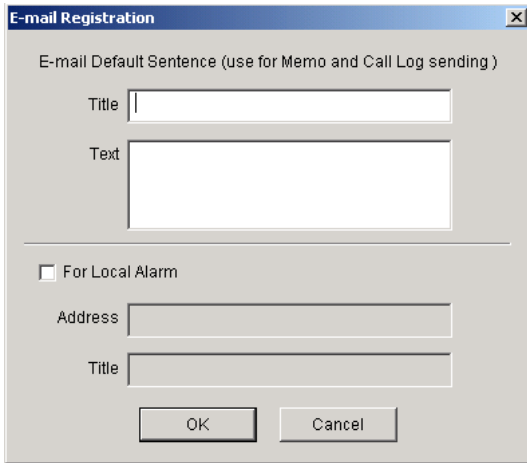 E-mail Registration
E-mail Default Sentence (use for Memo and Call Log sending )
Title
Text
For Local Alarm
Address
Title
OK Cancel